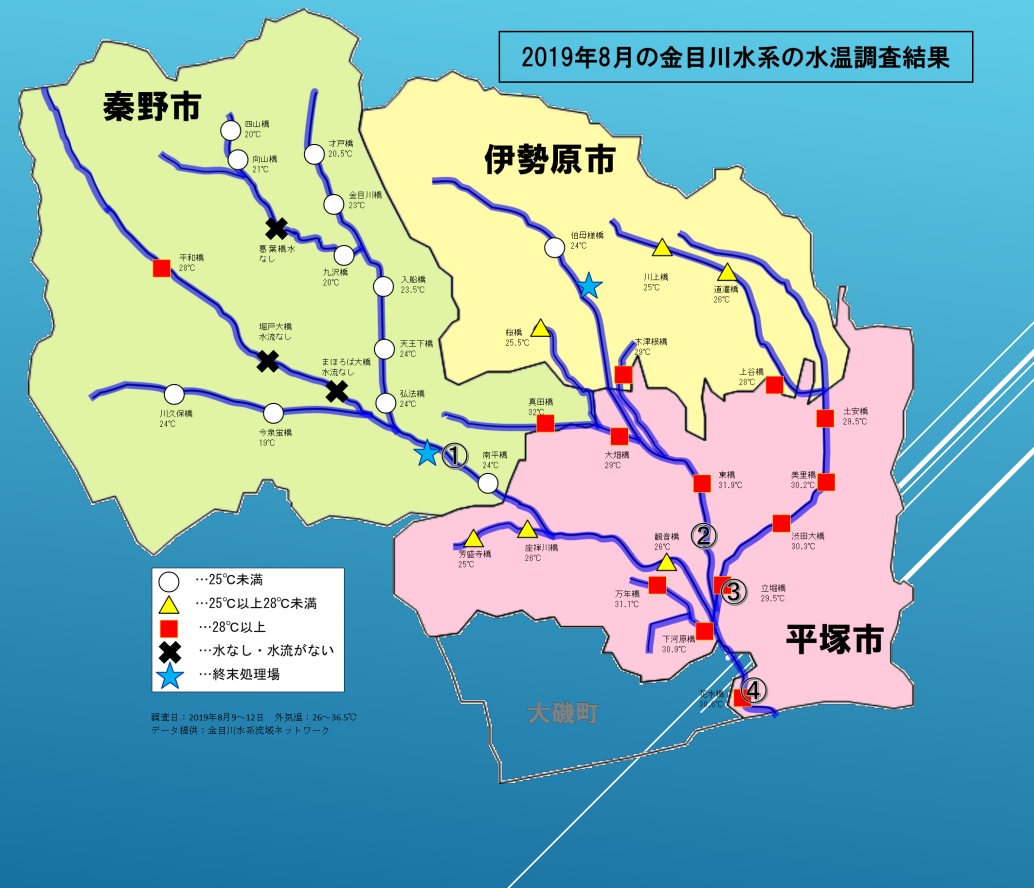 2019年8月の金目川水系の水温調査結果
秦野市
四山橋
20℃
向山橋
21℃
才戸橋
20.5℃
金目川橋
23℃
葛葉橋水
なし
九沢橋
20℃
平和橋
28℃
入船橋
23.5℃
堀戸大橋
水流なし
まほろば大橋
水流なし
天王下橋
24℃
弘法橋
24℃
川久保橋
24℃
今泉蛍橋
19℃
①
南平橋
24℃
伊勢原市
伯母様橋
24℃
川上橋
25℃
道灌橋
26℃
桜橋
25.5℃
木津根橋
29℃
上谷橋
28℃
真田橋
32℃
大畑橋
29℃
土安橋
29.5℃
東橋
31.9℃
美里橋
30.2℃
②
渋田大橋
30.3℃
芳盛寺橋
25℃
座禅川橋
26℃
観音橋
26℃
万年橋
31.1℃
③
立堀橋
29.5℃
下河原橋
30.9℃
平塚市
④
花水橋
30.6℃
大磯町
…25℃未満
…25℃以上28℃未満
…28℃以上
…水なし・水流がない
…終末処理場
調査日：2019年8月9～12日　外気温：26～36.5℃
データ提供：金目川水系流域ネットワーク